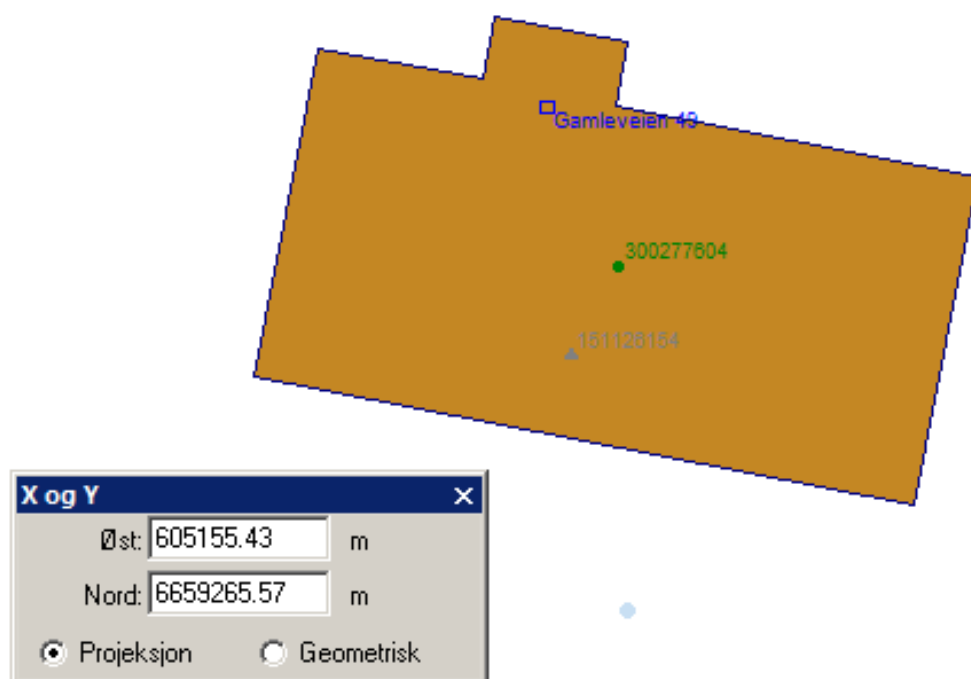 Gamleveien 49
300277604
151128154
X og Y
Øst: 605155.43 m
Nord: 6659265.57 m
Projeksjon Geometrisk